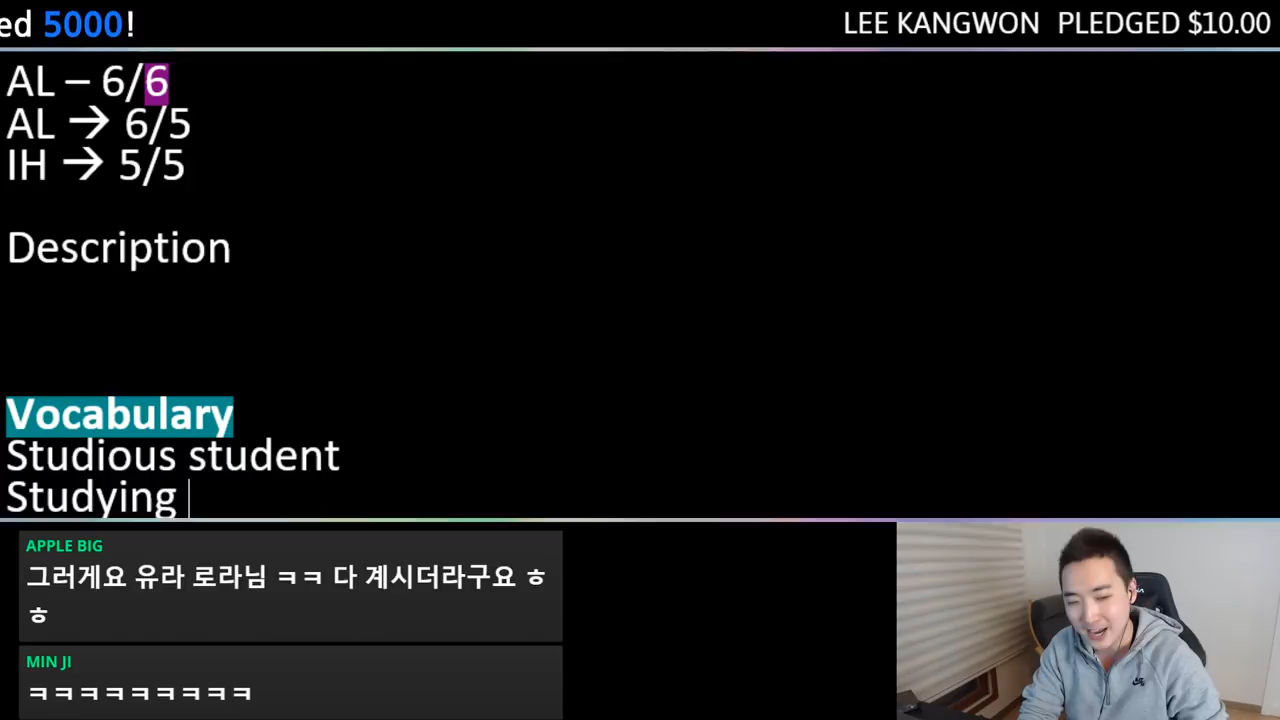 ed 5000!
LEE KANGWON PLEDGED $10.00
AL – 6/6
AL → 6/5
IH → 5/5
Description
Vocabulary
Studious student
Studying
APPLE BIG
그러게요 유라 로라님 ㅋㅋ 다 계시더라구요 ㅎ
ㅎ
MIN JI
ㅋㅋㅋㅋㅋㅋㅋㅋㅋ